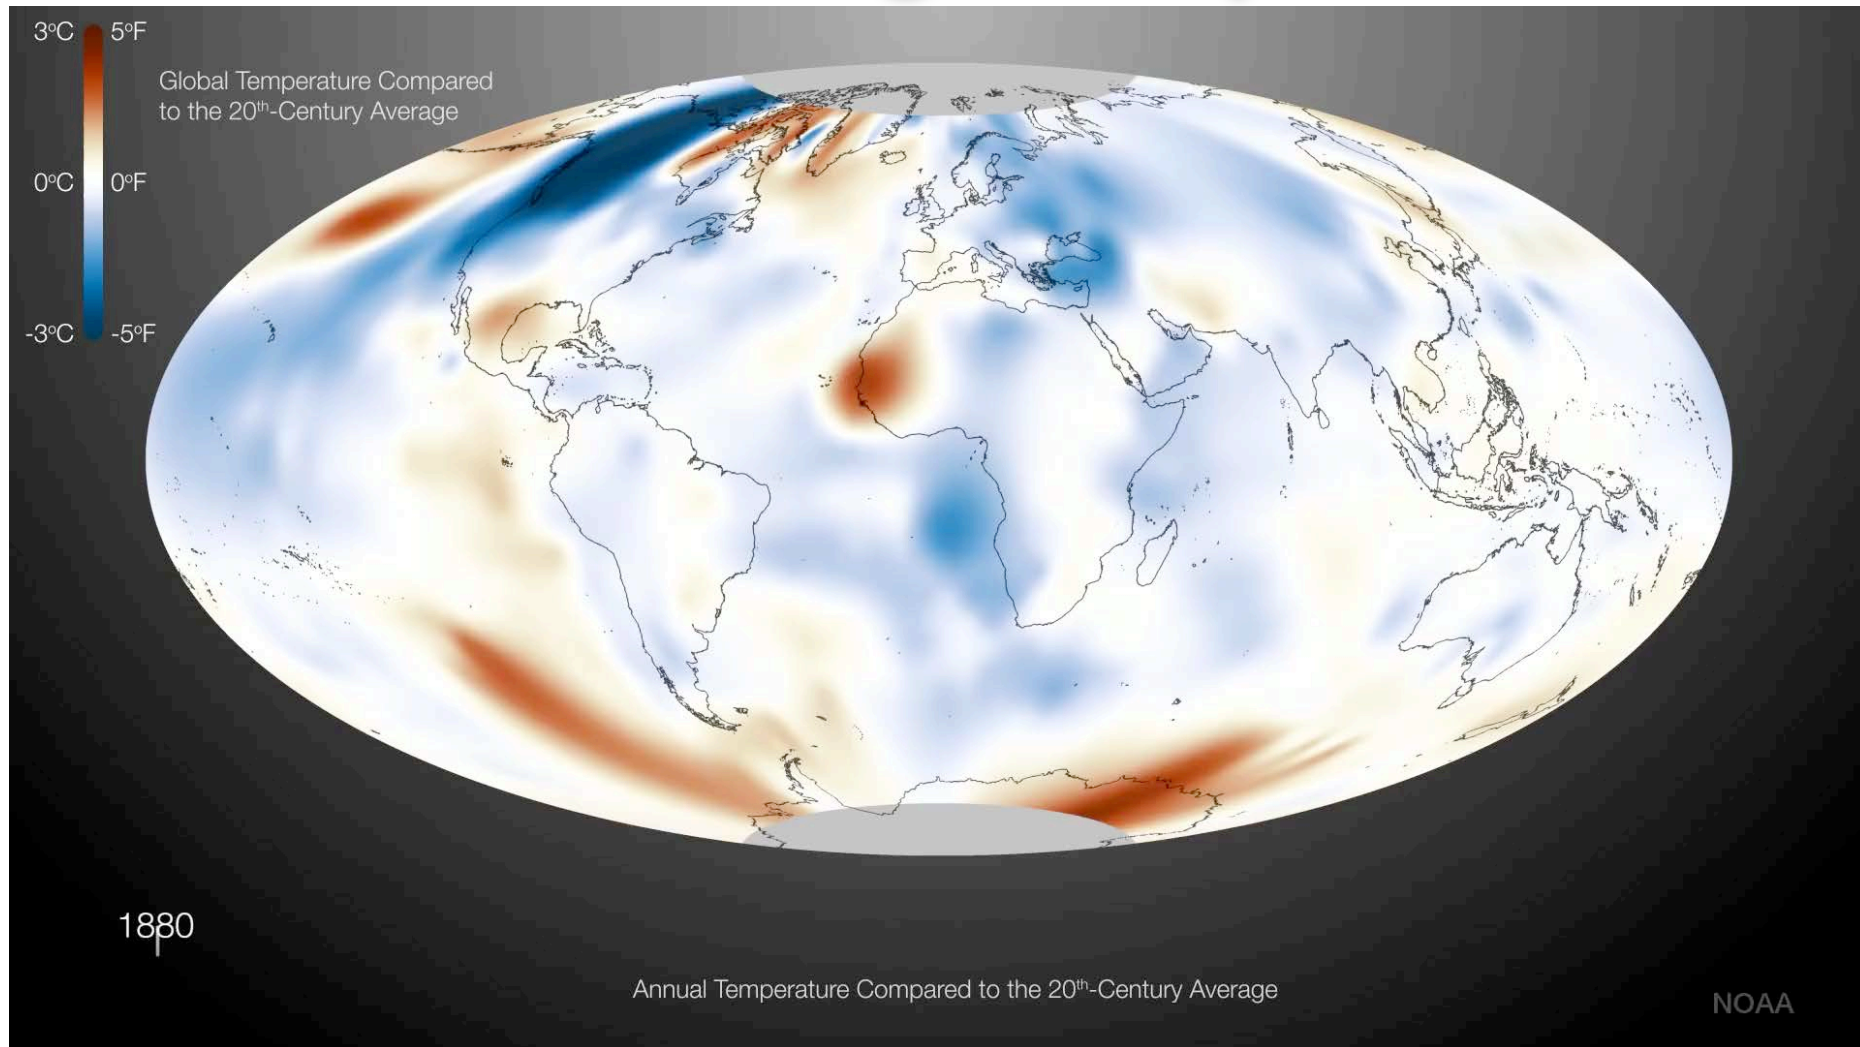 3°C 5°F
Global Temperature Compared
to the 20th-Century Average
0°C 0°F
-3°C -5°F
1880
Annual Temperature Compared to the 20th-Century Average
NOAA